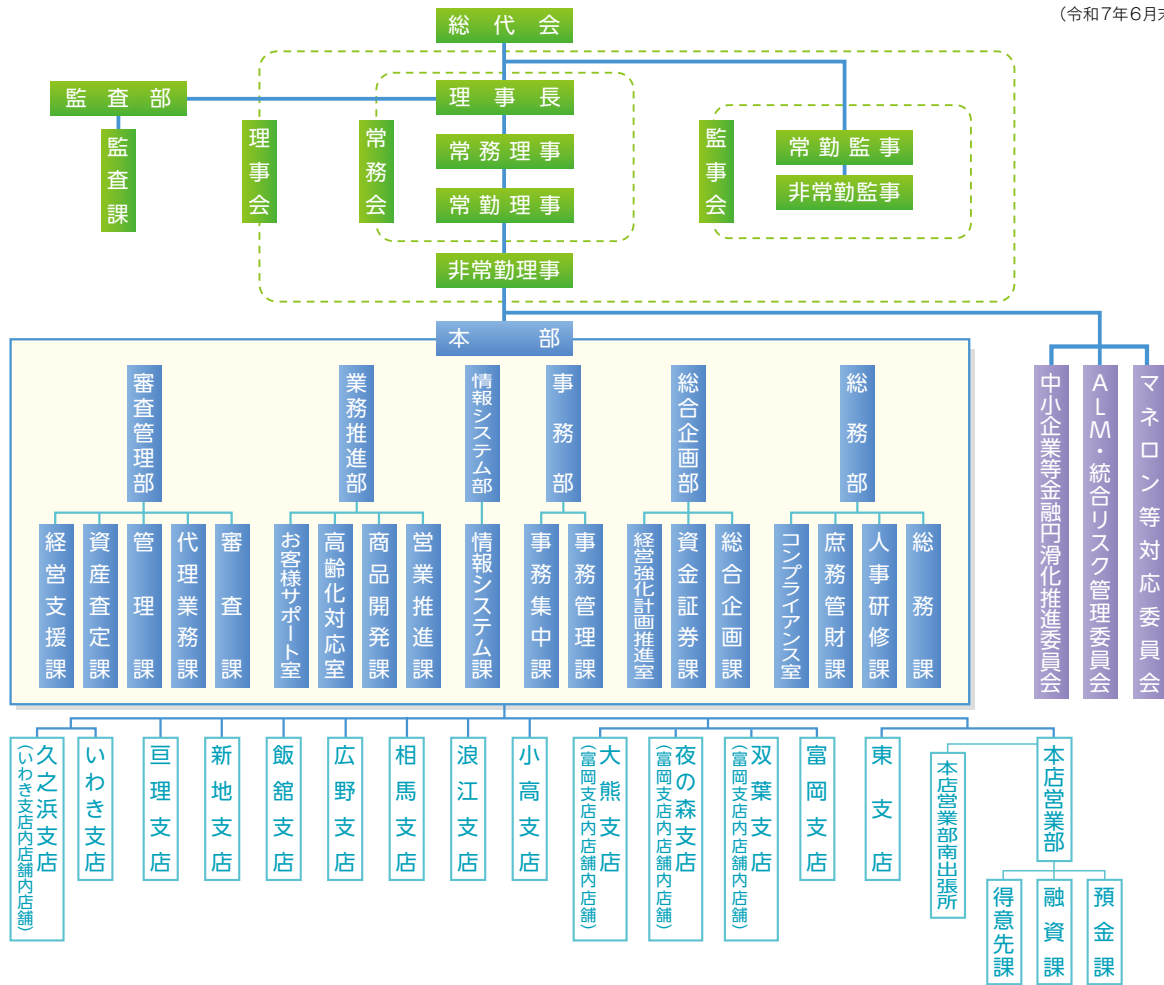 （令和7年6月末
総代会
監査部
監査課
理事会
常務会
理事長
常務理事
常勤理事
非常勤理事
監事会
常勤監事
非常勤監事
本部
審査管理部
業務推進部
情報システム部
事務部
総合企画部
総務部
経営支援課
資産査定課
管理課
代理業務課
審査課
お客様サポート室
高齢化対応室
商品開発課
営業推進課
情報システム課
事務集中課
事務管理課
経営強化計画推進室
資金証券課
総合企画課
コンプライアンス室
庶務管財課
人事研修課
総務課
中小企業等金融円滑化推進委員会
ALM・統合リスク管理委員会
マネロン等対応委員会
久之浜支店
（いわき支店内店舗内店舗）
いわき支店
亘理支店
新地支店
飯舘支店
広野支店
相馬支店
浪江支店
小高支店
大熊支店
（富岡支店内店舗内店舗）
夜の森支店
（富岡支店内店舗内店舗）
双葉支店
（富岡支店内店舗内店舗）
富岡支店
東支店
本店営業部南出張所
本店営業部
得意先課
融資課
預金課